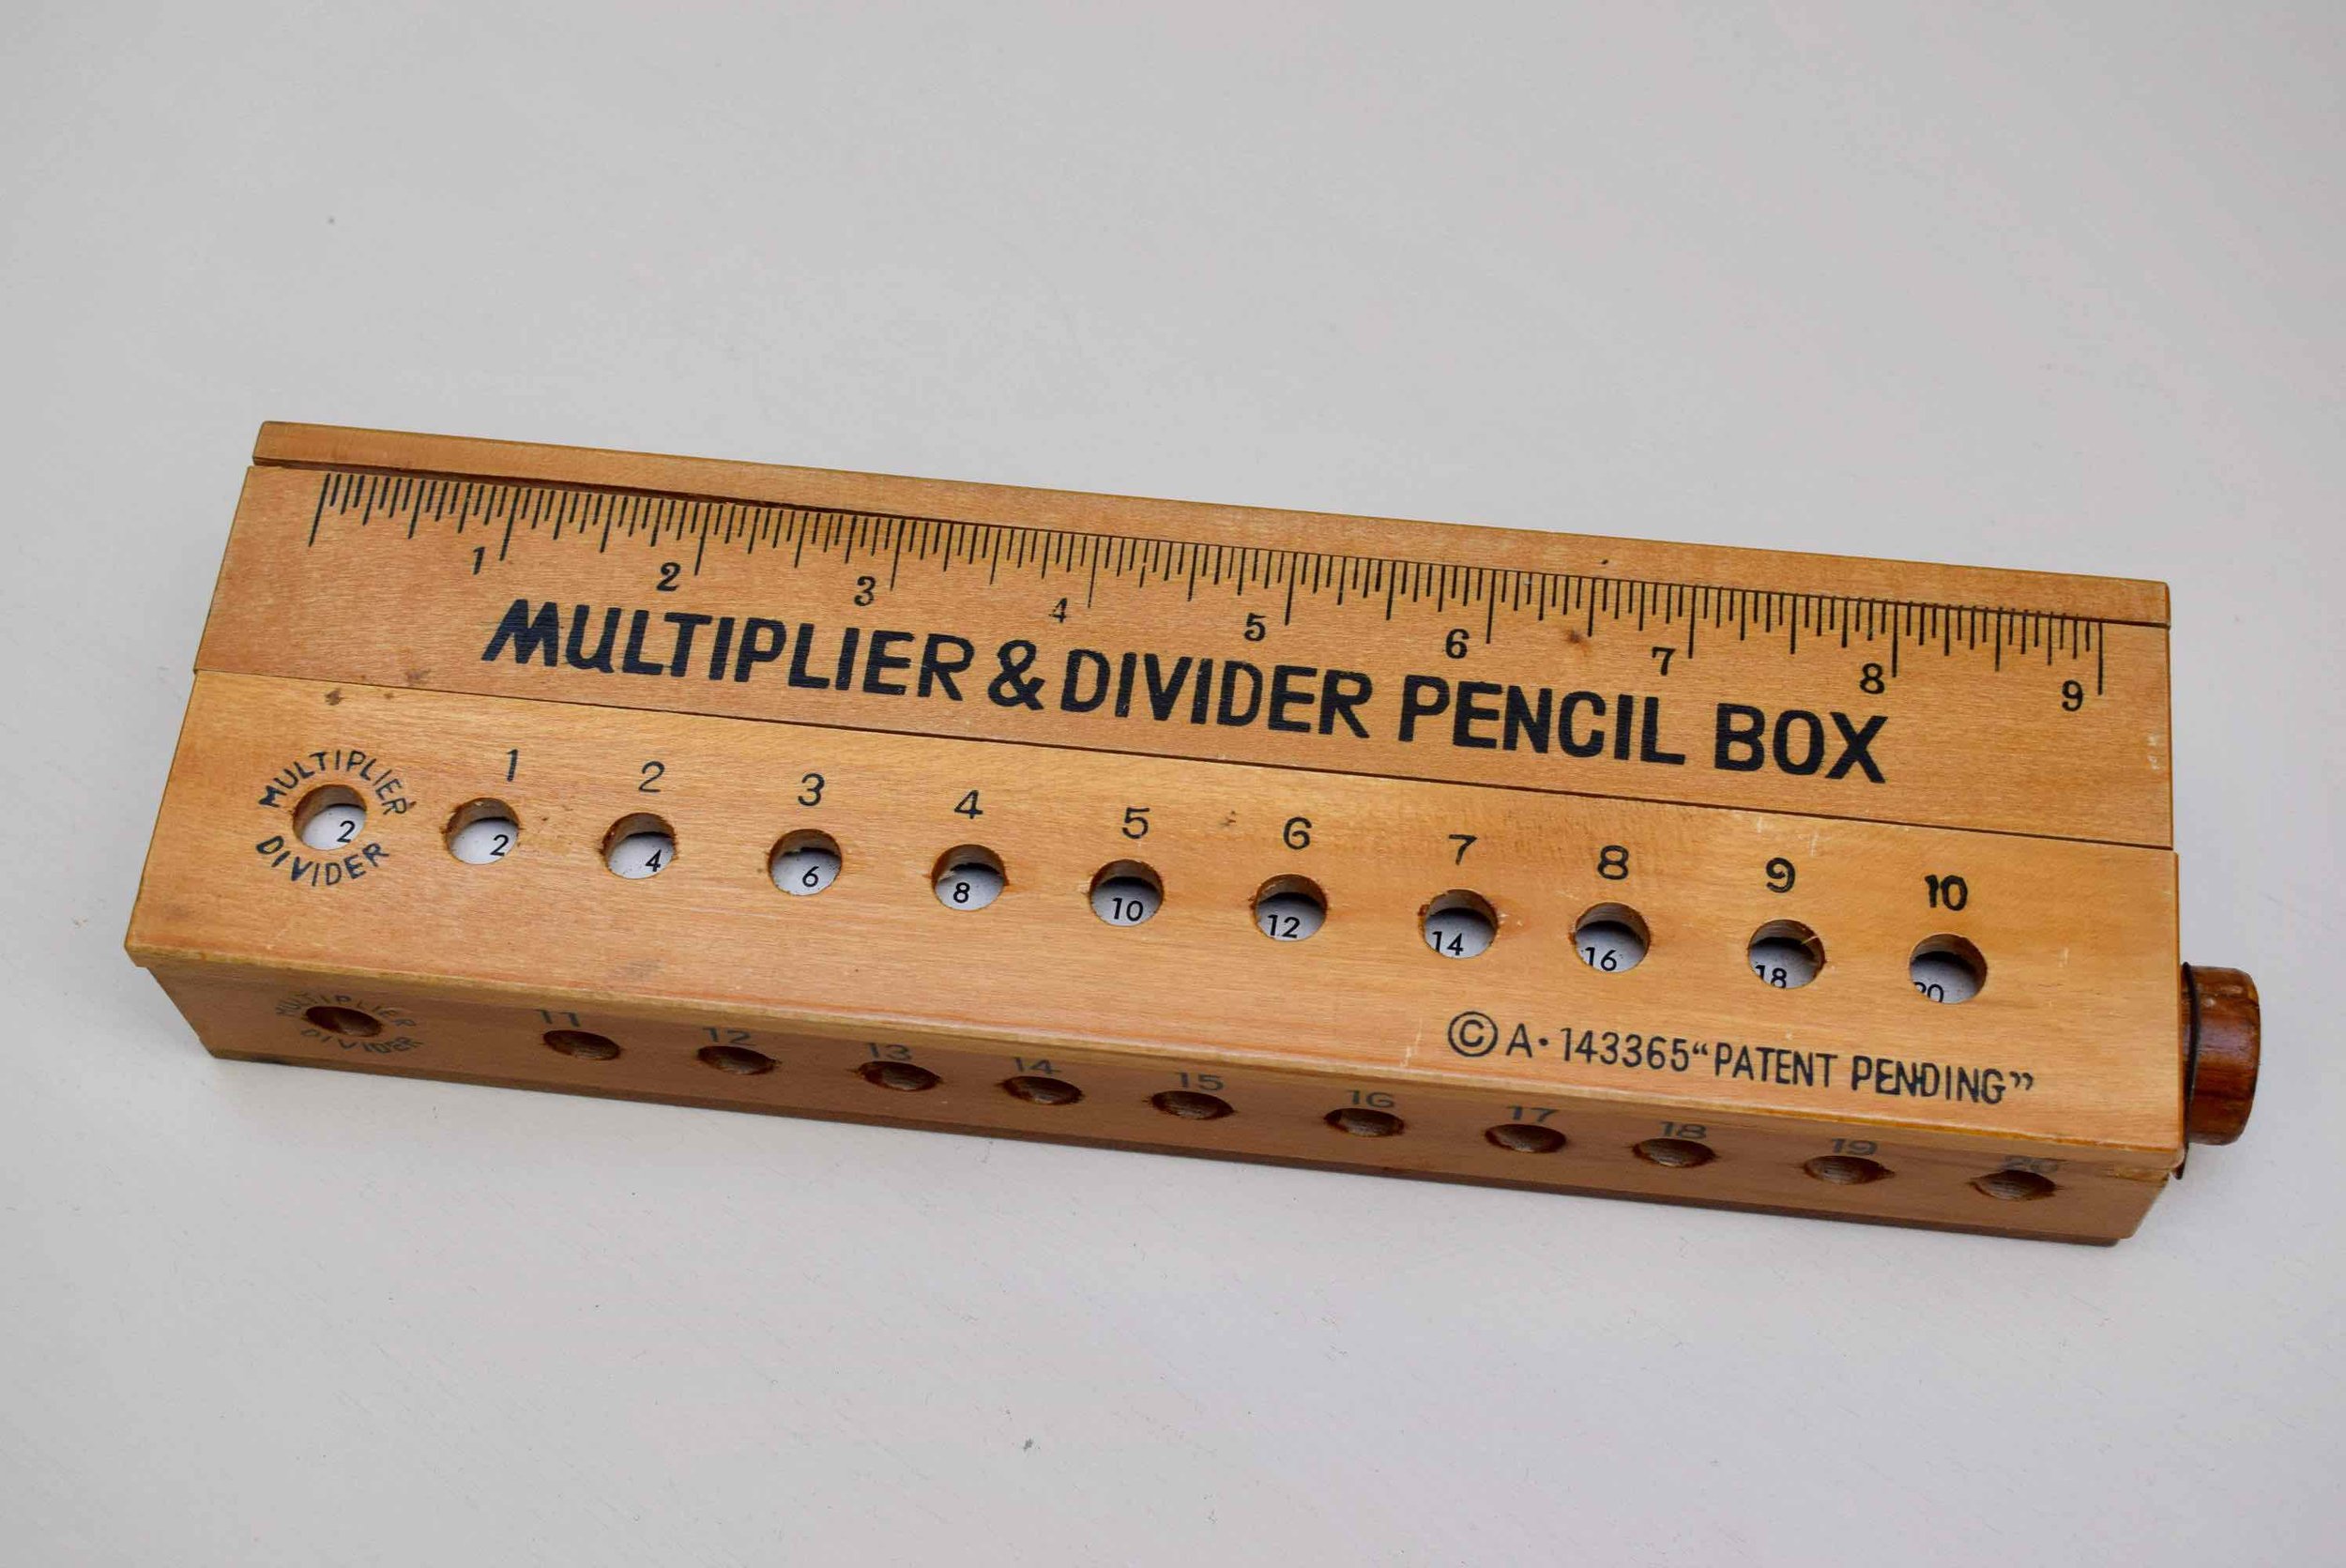 1 2 3 4 5 6 7 8 9
MULTIPLIER & DIVIDER PENCIL BOX
MULTIPLIER
1 2 3 4 5 6 7 8 9 10
2 2 4 6 8 10 12 14 16 18 20
DIVIDER
© A· 143365 “PATENT PENDING”
MULTIPLIER
11 12 13 14 15 16 17 18 19 20
DIVIDER